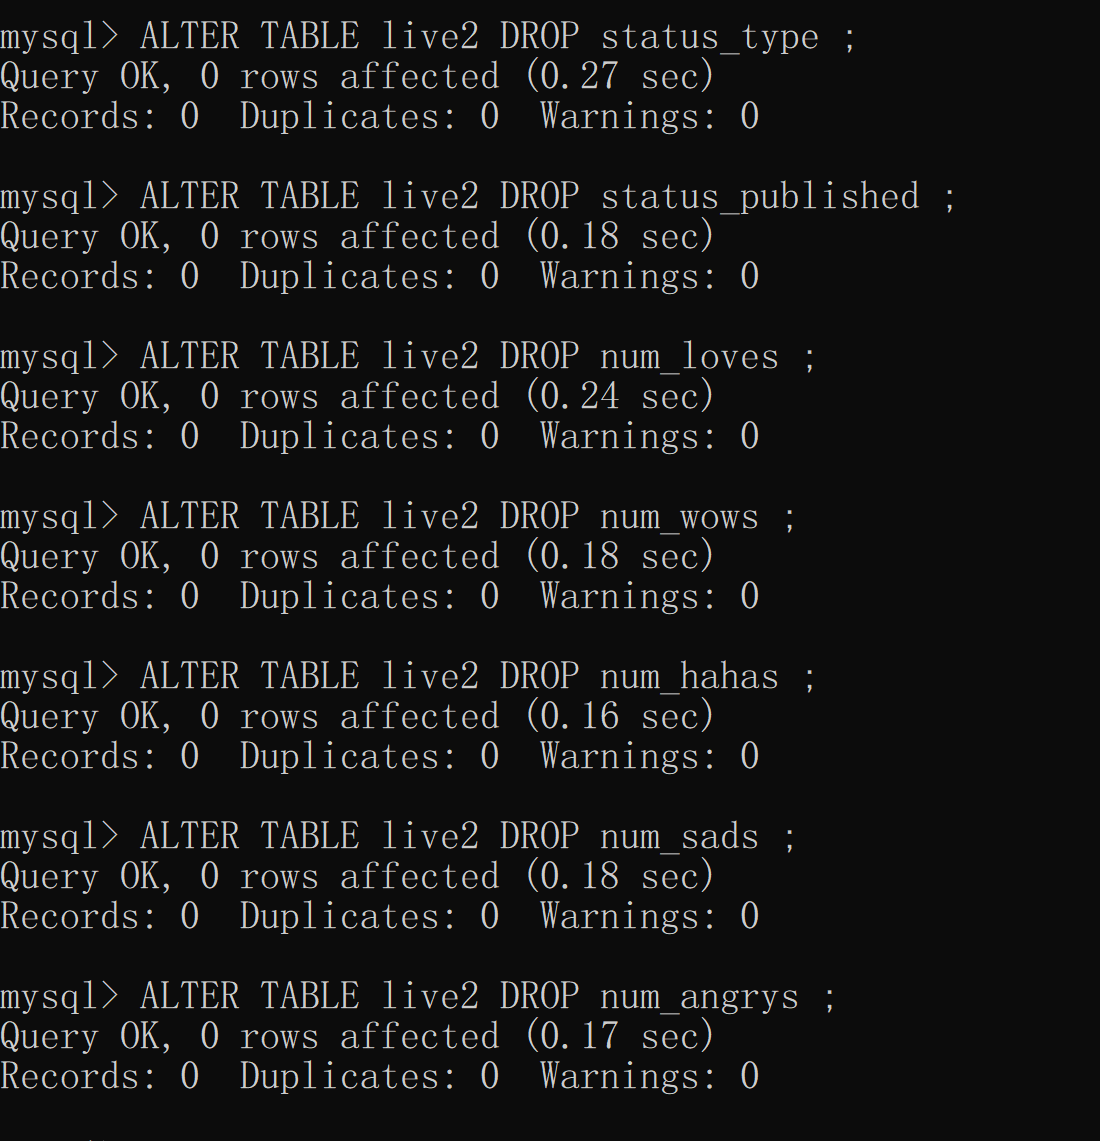 mysql> ALTER TABLE live2 DROP status_type ;
Query OK, 0 rows affected (0.27 sec)
Records: 0  Duplicates: 0  Warnings: 0
mysql> ALTER TABLE live2 DROP status_published ;
Query OK, 0 rows affected (0.18 sec)
Records: 0  Duplicates: 0  Warnings: 0
mysql> ALTER TABLE live2 DROP num_loves ;
Query OK, 0 rows affected (0.24 sec)
Records: 0  Duplicates: 0  Warnings: 0
mysql> ALTER TABLE live2 DROP num_wows ;
Query OK, 0 rows affected (0.18 sec)
Records: 0  Duplicates: 0  Warnings: 0
mysql> ALTER TABLE live2 DROP num_hahas ;
Query OK, 0 rows affected (0.16 sec)
Records: 0  Duplicates: 0  Warnings: 0
mysql> ALTER TABLE live2 DROP num_sads ;
Query OK, 0 rows affected (0.18 sec)
Records: 0  Duplicates: 0  Warnings: 0
mysql> ALTER TABLE live2 DROP num_angrys ;
Query OK, 0 rows affected (0.17 sec)
Records: 0  Duplicates: 0  Warnings: 0